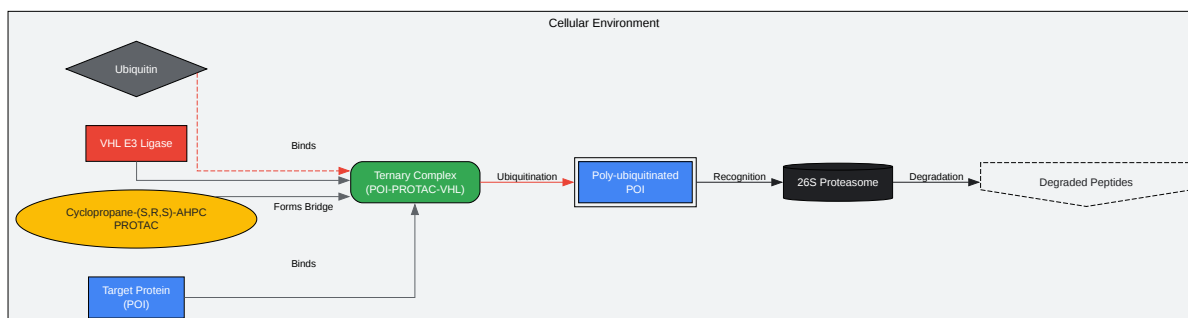 Cellular Environment
Ubiquitin
VHL E3 Ligase
Binds
Cyclopropane-(S,R,S)-AHPC
PROTAC
Forms Bridge
Target Protein
(POI)
Binds
Ternary Complex
(POI-PROTAC-VHL)
Ubiquitination
Poly-ubiquitinated
POI
Recognition
26S Proteasome
Degradation
Degraded Peptides